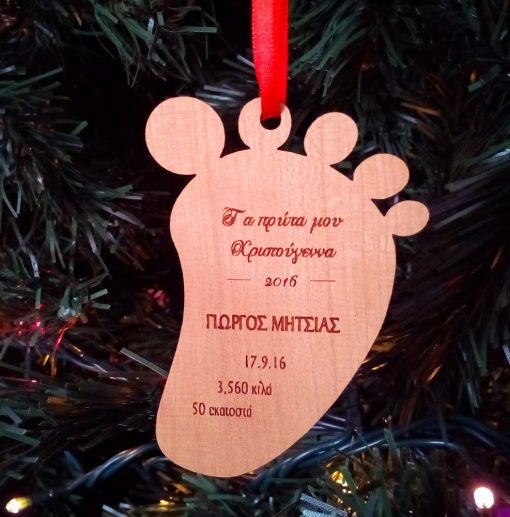 Τα πρώτα μου
Χριστούγεννα
2016
ΓΙΩΡΓΟΣ ΜΗΤΣΙΑΣ
17.9.16
3,560 κιλά
50 εκατοστά